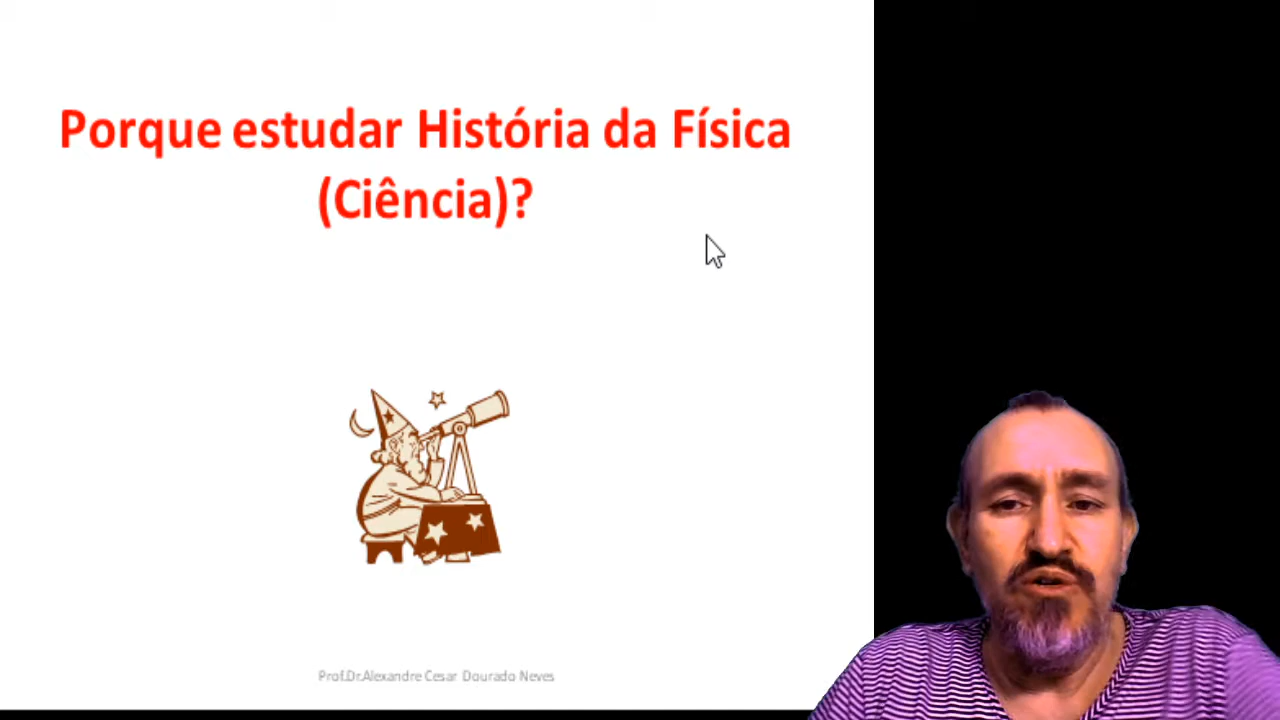 Porque estudar História da Física
(Ciência)?
Prof.Dr.Alexandre Cesar Dourado Neves